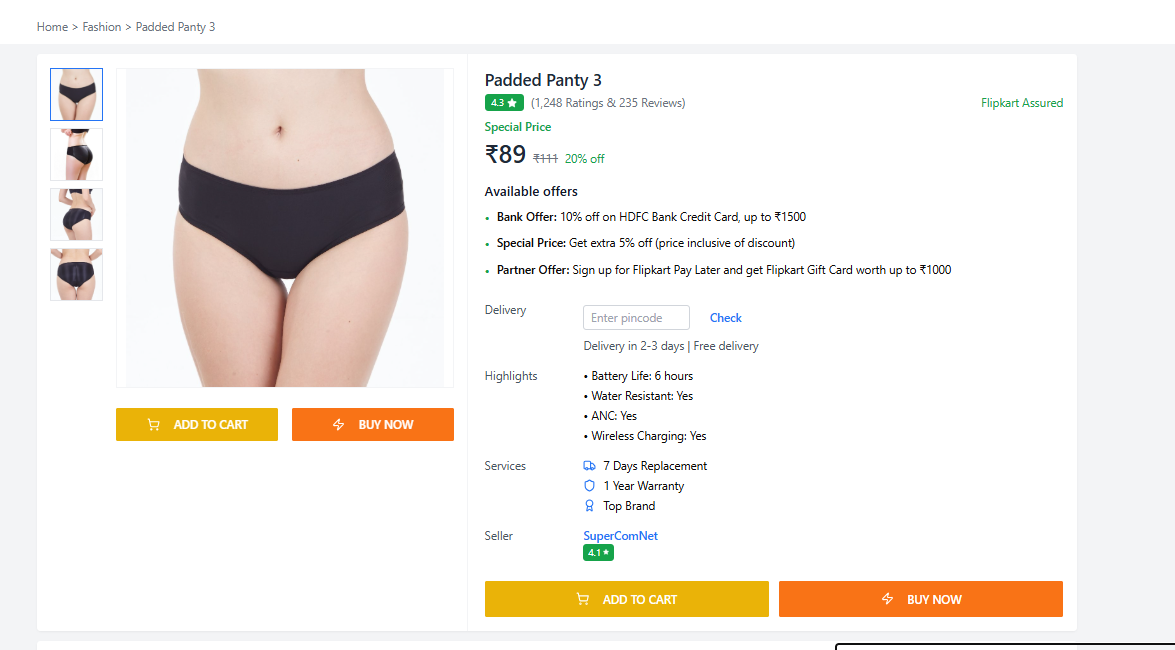 Home > Fashion > Padded Panty 3
Padded Panty 3
4.3 ★ (1,248 Ratings & 235 Reviews) Flipkart Assured
Special Price
₹89 ₹111 20% off
Available offers
• Bank Offer: 10% off on HDFC Bank Credit Card, up to ₹1500
• Special Price: Get extra 5% off (price inclusive of discount)
• Partner Offer: Sign up for Flipkart Pay Later and get Flipkart Gift Card worth up to ₹1000
Delivery Enter pincode Check
Delivery in 2-3 days | Free delivery
Highlights • Battery Life: 6 hours
• Water Resistant: Yes
• ANC: Yes
• Wireless Charging: Yes
ADD TO CART BUY NOW
Services 7 Days Replacement
1 Year Warranty
Top Brand
Seller SuperComNet
4.1 ★
ADD TO CART BUY NOW